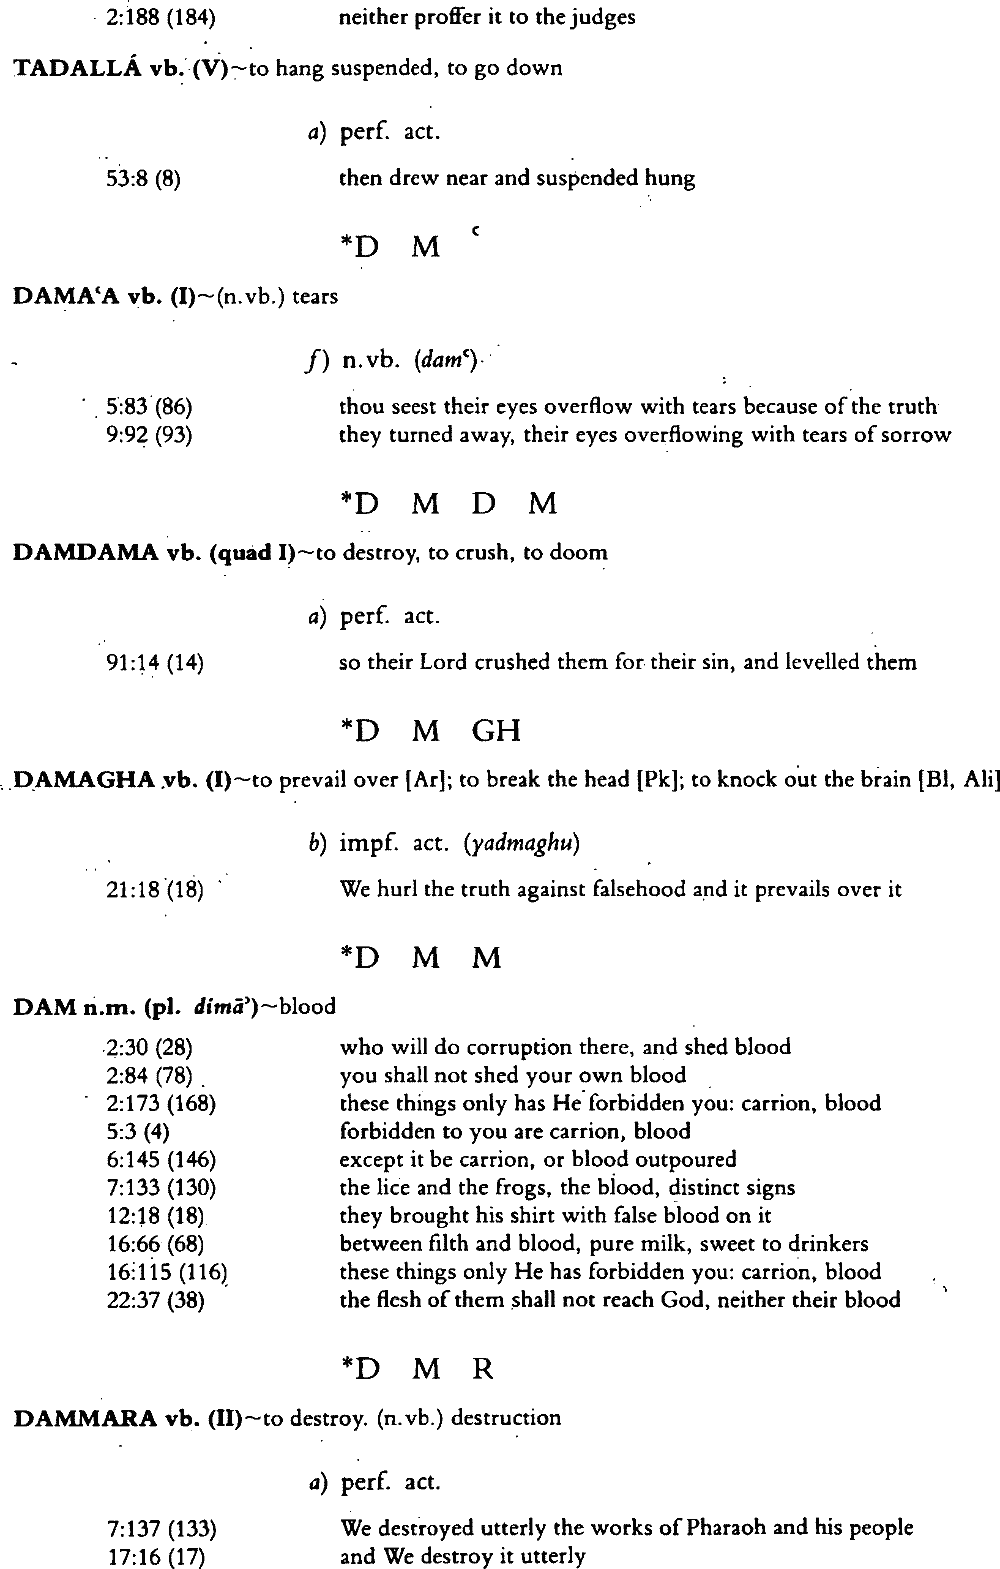 2:188 (184) neither proffer it to the judges
TADALLÁ vb. (V)~to hang suspended, to go down
a) perf. act.
53:8 (8) then drew near and suspended hung
*D M ʿ
DAMAʿA vb. (I)~(n.vb.) tears
f) n.vb. (damʿ)
5:83 (86) thou seest their eyes overflow with tears because of the truth
9:92 (93) they turned away, their eyes overflowing with tears of sorrow
*D M D M
DAMDAMA vb. (quad I)~to destroy, to crush, to doom
a) perf. act.
91:14 (14) so their Lord crushed them for their sin, and levelled them
*D M GH
DAMAGHA vb. (I)~to prevail over [Ar]; to break the head [Pk]; to knock out the brain [Bl, Ali]
b) impf. act. (yadmaghu)
21:18 (18) We hurl the truth against falsehood and it prevails over it
*D M M
DAM n.m. (pl. dimāʾ)~blood
2:30 (28) who will do corruption there, and shed blood
2:84 (78) you shall not shed your own blood
2:173 (168) these things only has He forbidden you: carrion, blood
5:3 (4) forbidden to you are carrion, blood
6:145 (146) except it be carrion, or blood outpoured
7:133 (130) the lice and the frogs, the blood, distinct signs
12:18 (18) they brought his shirt with false blood on it
16:66 (68) between filth and blood, pure milk, sweet to drinkers
16:115 (116) these things only He has forbidden you: carrion, blood
22:37 (38) the flesh of them shall not reach God, neither their blood
*D M R
DAMMARA vb. (II)~to destroy. (n.vb.) destruction
a) perf. act.
7:137 (133) We destroyed utterly the works of Pharaoh and his people
17:16 (17) and We destroy it utterly